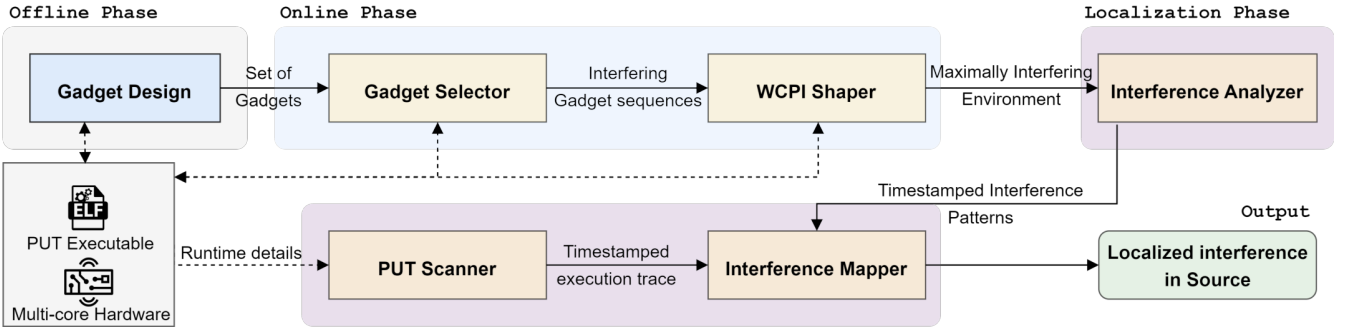 Offline Phase
Online Phase
Localization Phase
Gadget Design
Set of
Gadgets
Gadget Selector
Interfering
Gadget sequences
WCPI Shaper
Maximally Interfering
Environment
Interference Analyzer
ELF
PUT Executable
Multi-core Hardware
Runtime details
PUT Scanner
Timestamped
execution trace
Interference Mapper
Timestamped Interference
Patterns
Output
Localized interference
in Source